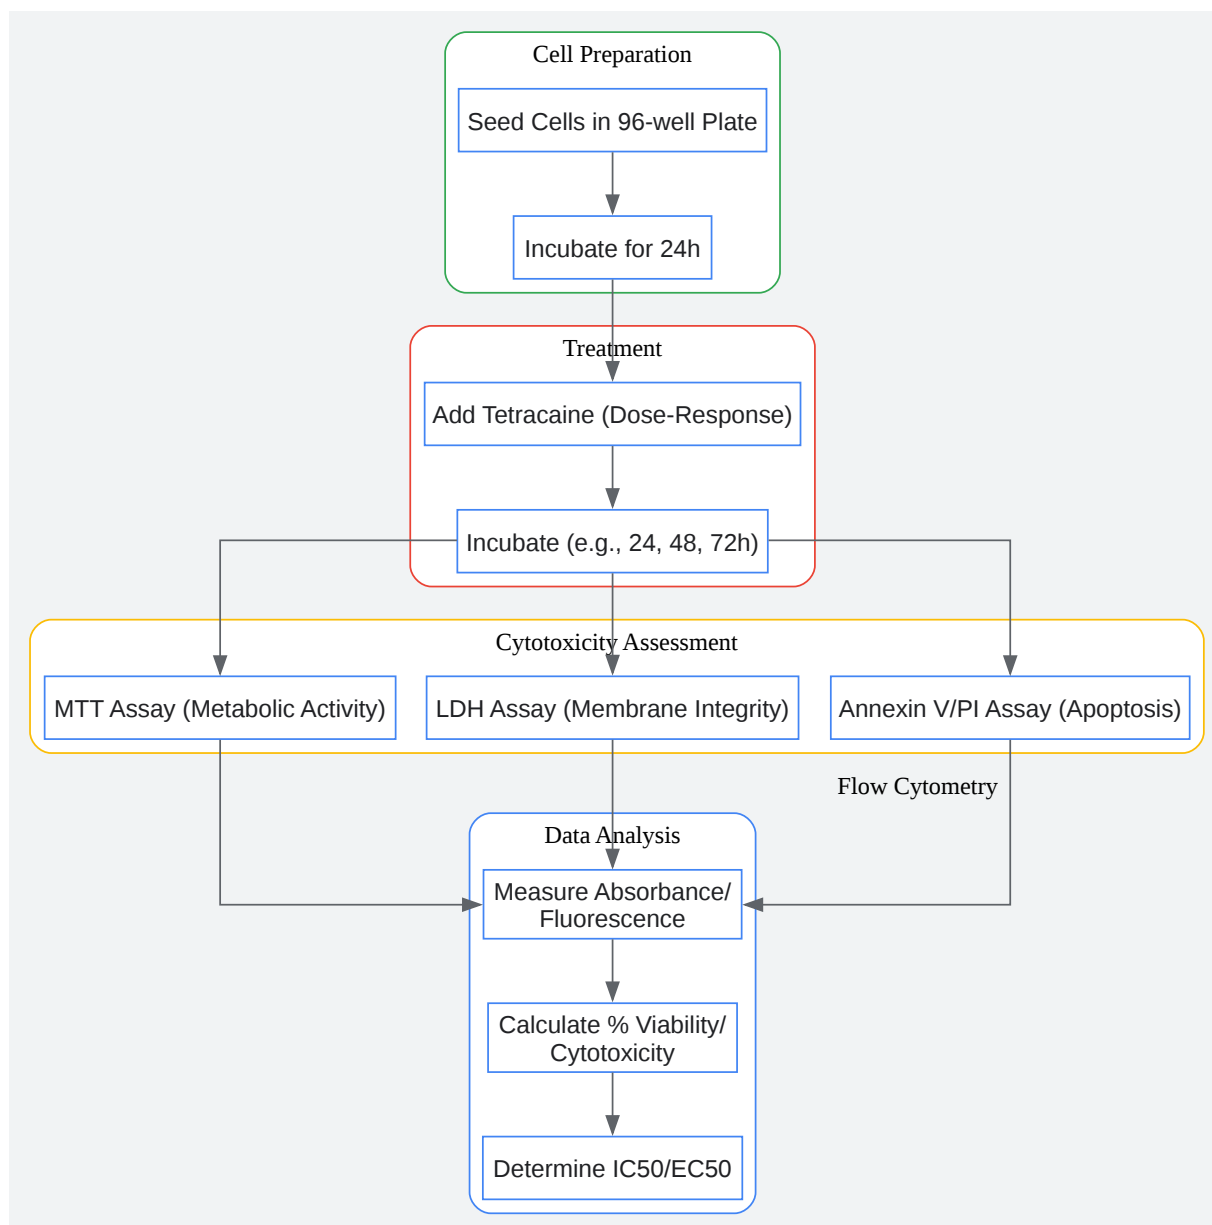 Cell Preparation
Seed Cells in 96-well Plate
Incubate for 24h
Treatment
Add Tetracaine (Dose-Response)
Incubate (e.g., 24, 48, 72h)
Cytotoxicity Assessment
MTT Assay (Metabolic Activity)
LDH Assay (Membrane Integrity)
Annexin V/PI Assay (Apoptosis)
Flow Cytometry
Data Analysis
Measure Absorbance/
Fluorescence
Calculate % Viability/
Cytotoxicity
Determine IC50/EC50